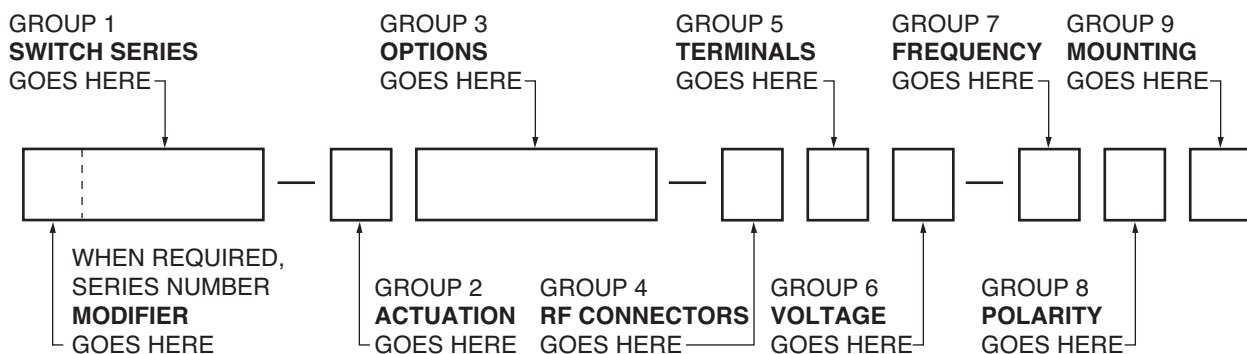 GROUP 1
SWITCH SERIES
GOES HERE
GROUP 3
OPTIONS
GOES HERE
GROUP 5
TERMINALS
GOES HERE
GROUP 7
FREQUENCY
GOES HERE
GROUP 9
MOUNTING
GOES HERE
WHEN REQUIRED,
SERIES NUMBER
MODIFIER
GOES HERE
GROUP 2
ACTUATION
GOES HERE
GROUP 4
RF CONNECTORS
GOES HERE
GROUP 6
VOLTAGE
GOES HERE
GROUP 8
POLARITY
GOES HERE